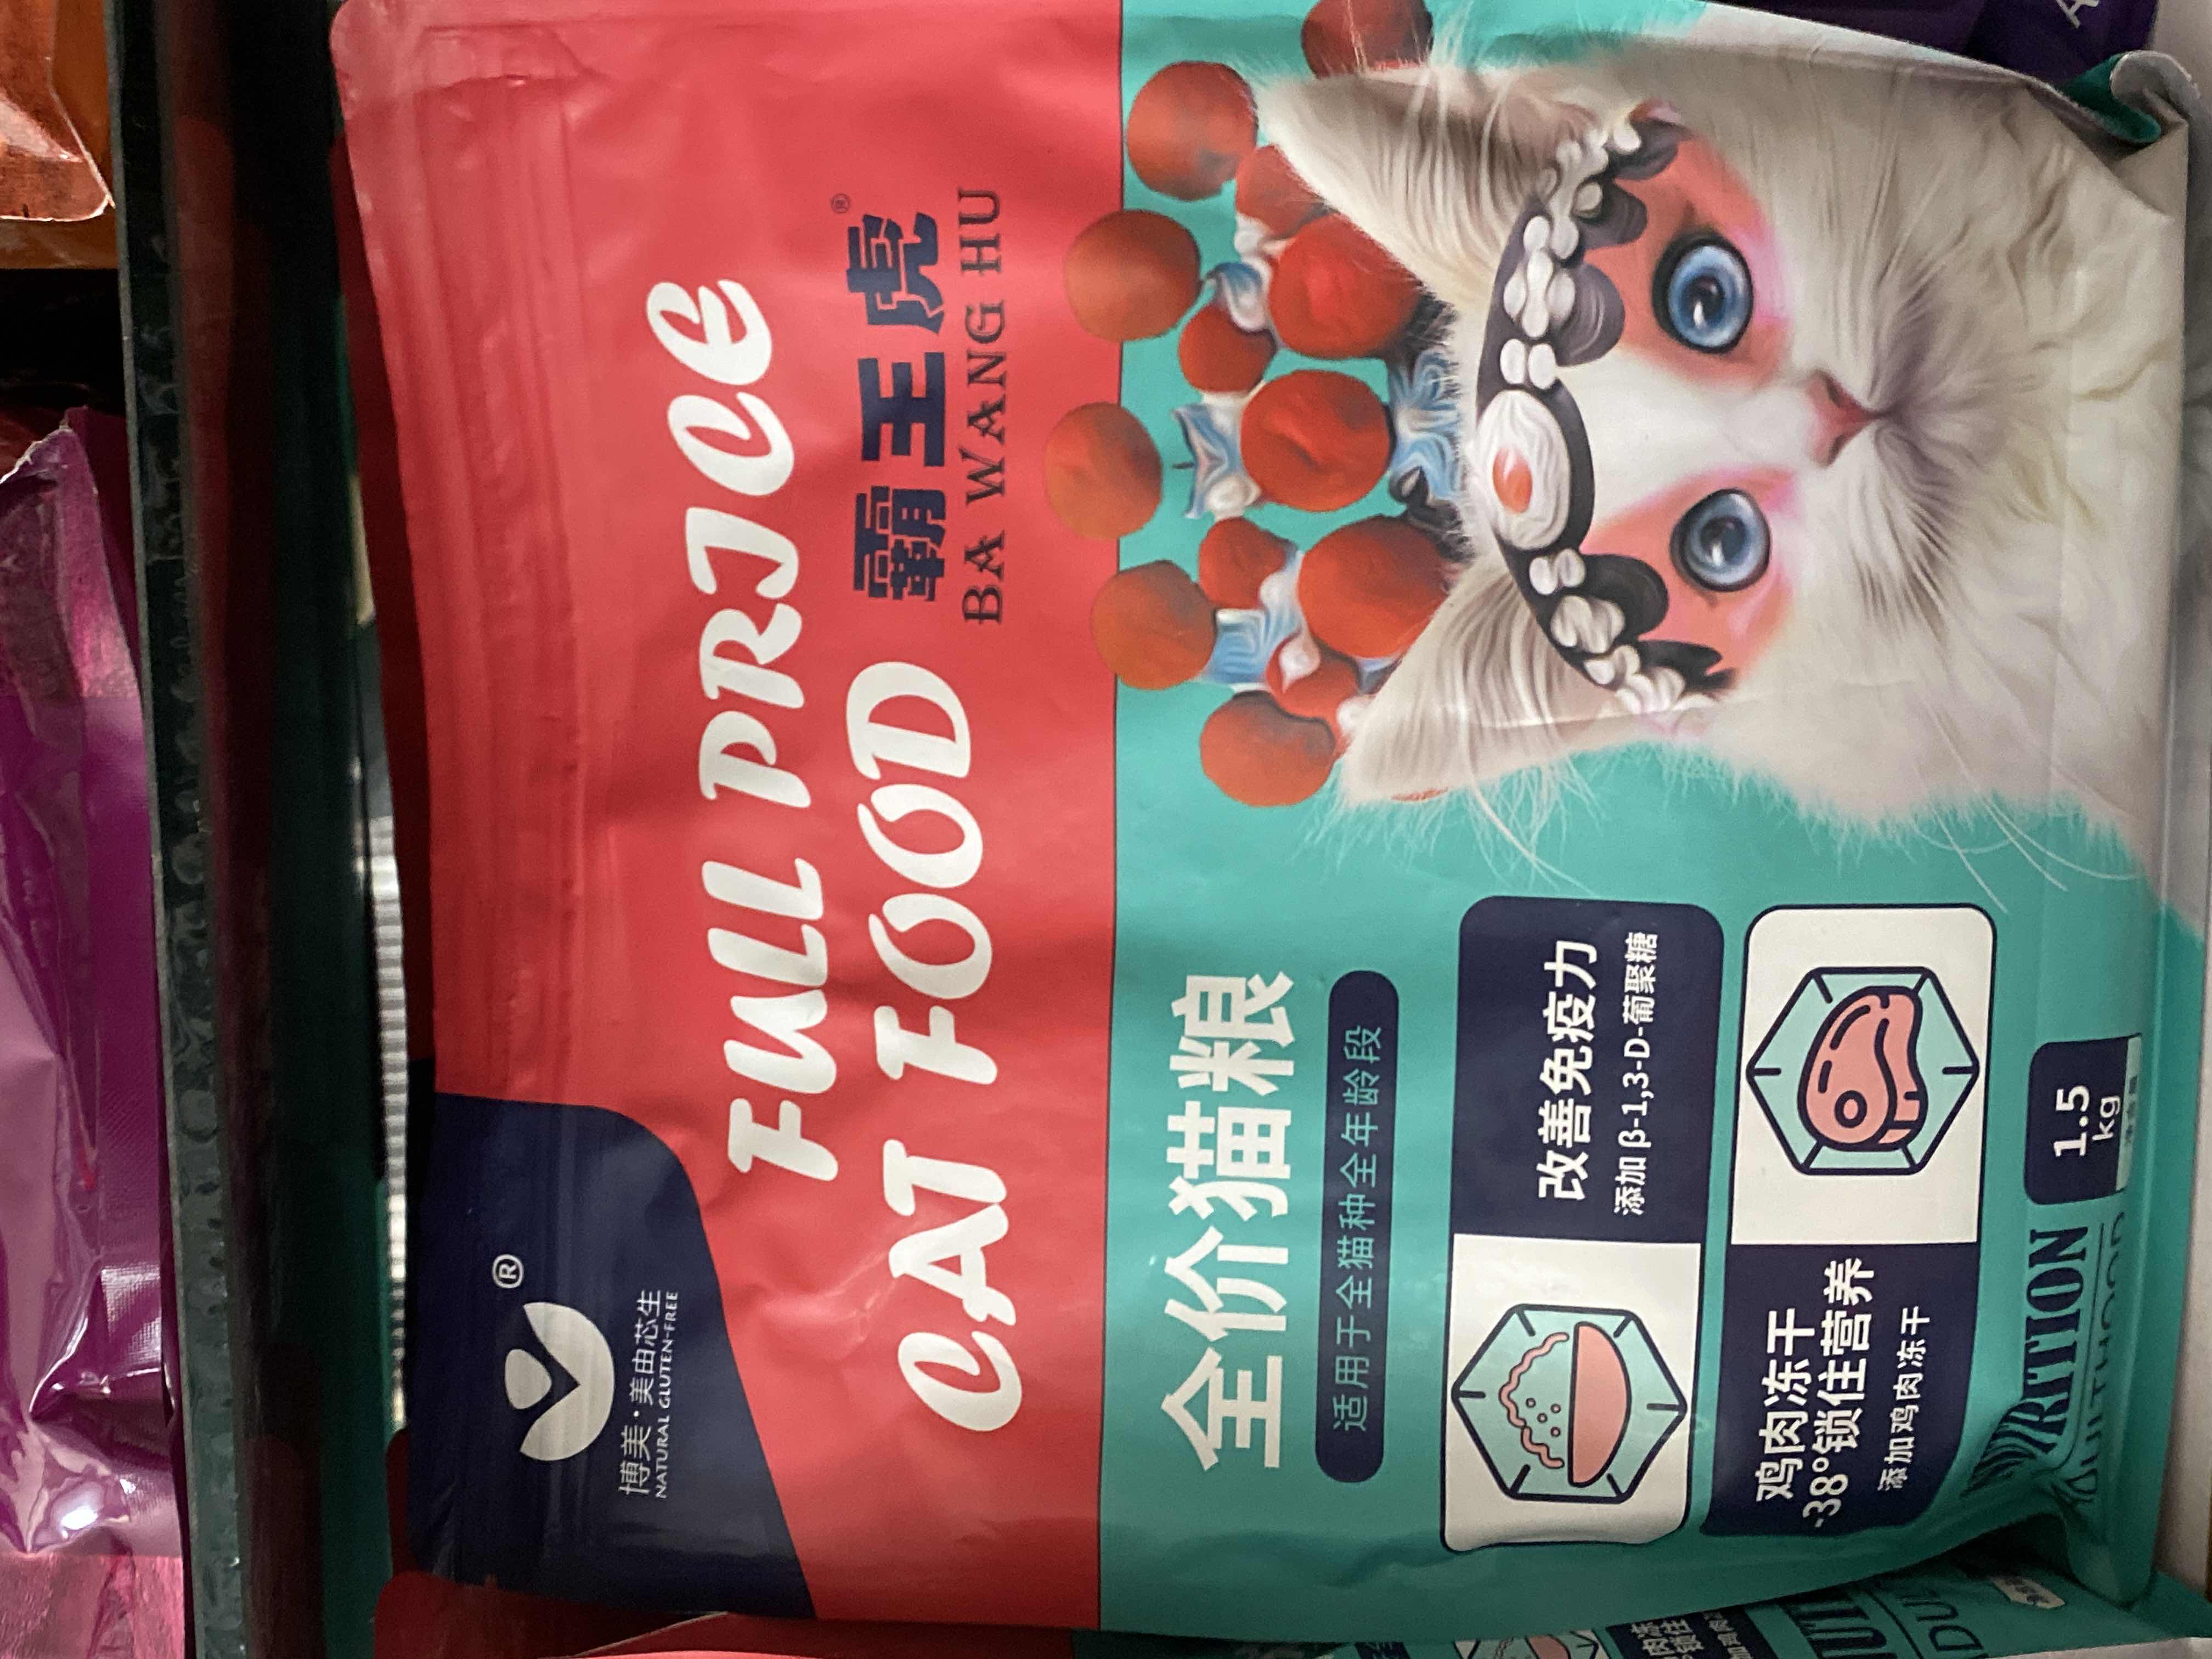 ®
博美·美由芯生
NATURAL GLUTEN-FREE
FULL PRICE
CAT FOOD
霸王虎®
BA WANG HU
全价猫粮
适用于全猫种全年龄段
改善免疫力
添加β-1,3-D-葡聚糖
鸡肉冻干
-38°锁住营养
添加鸡肉冻干
1.5
kg